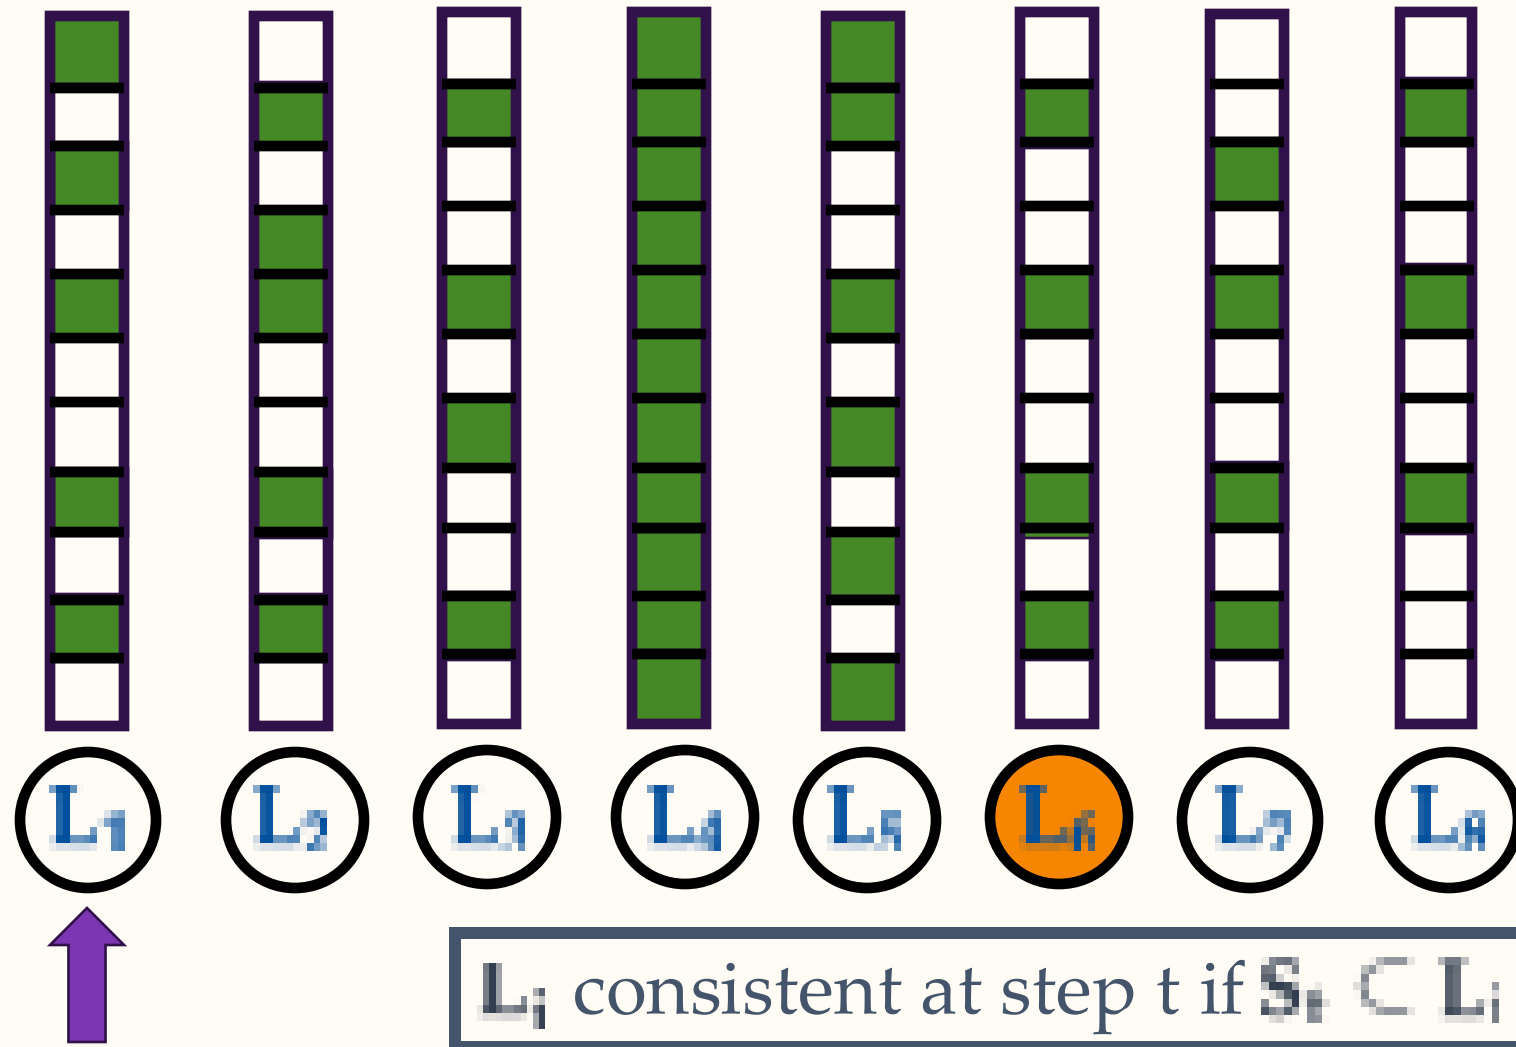 L₁ L₂ L₃ L₄ L₅ L₆ L₇ L₈
Lᵢ consistent at step t if Sₜ ⊂ Lᵢ